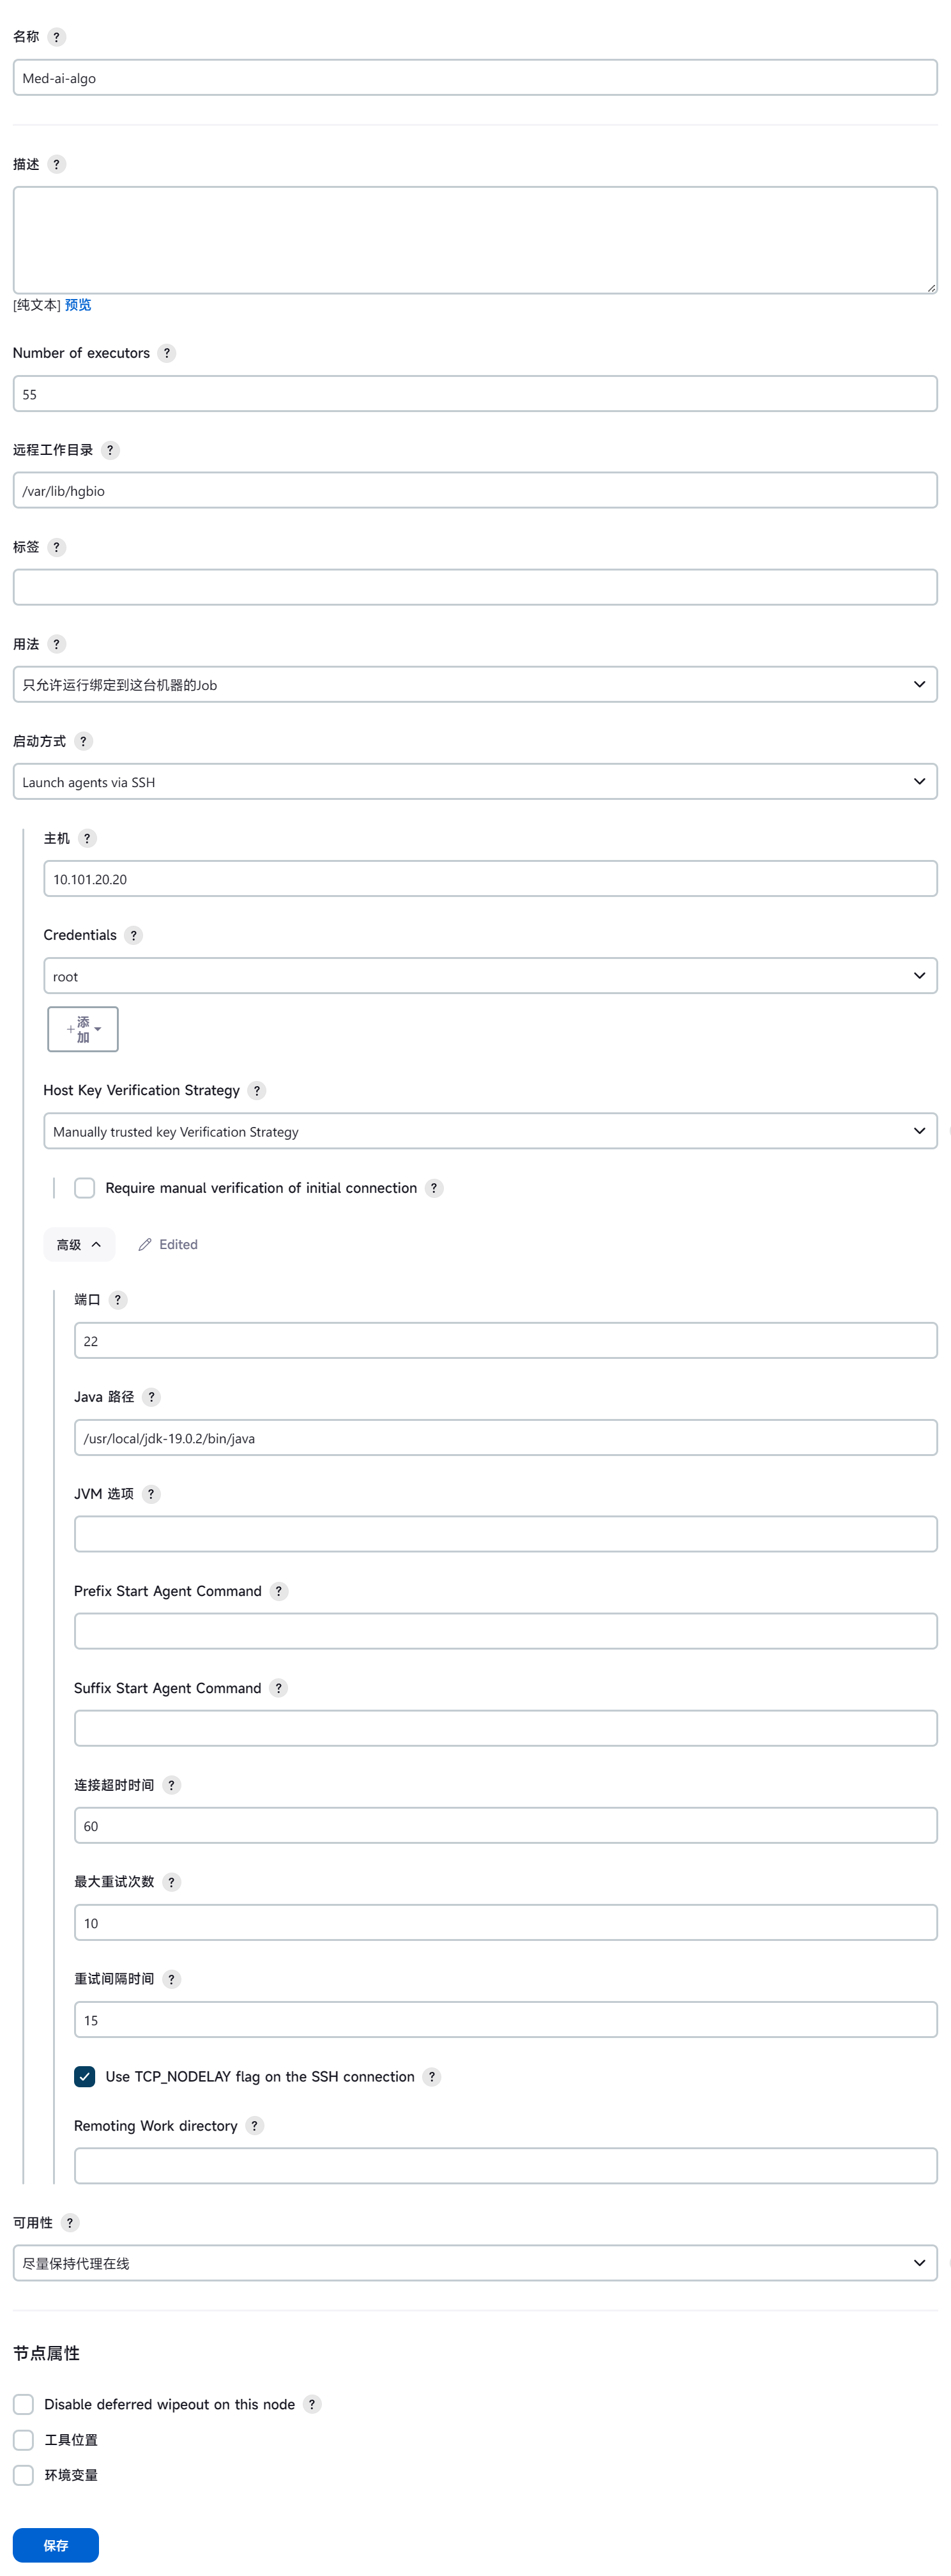 名称 ?
Med-ai-algo
描述 ?
[纯文本] 预览
Number of executors ?
55
远程工作目录 ?
/var/lib/hgbio
标签 ?
用法 ?
只允许运行绑定到这台机器的Job
启动方式 ?
Launch agents via SSH
主机 ?
10.101.20.20
Credentials ?
root
添
加
Host Key Verification Strategy ?
Manually trusted key Verification Strategy
Require manual verification of initial connection ?
高级 Edited
端口 ?
22
Java 路径 ?
/usr/local/jdk-19.0.2/bin/java
JVM 选项 ?
Prefix Start Agent Command ?
Suffix Start Agent Command ?
连接超时时间 ?
60
最大重试次数 ?
10
重试间隔时间 ?
15
Use TCP_NODELAY flag on the SSH connection ?
Remoting Work directory ?
可用性 ?
尽量保持代理在线
节点属性
Disable deferred wipeout on this node ?
工具位置
环境变量
保存